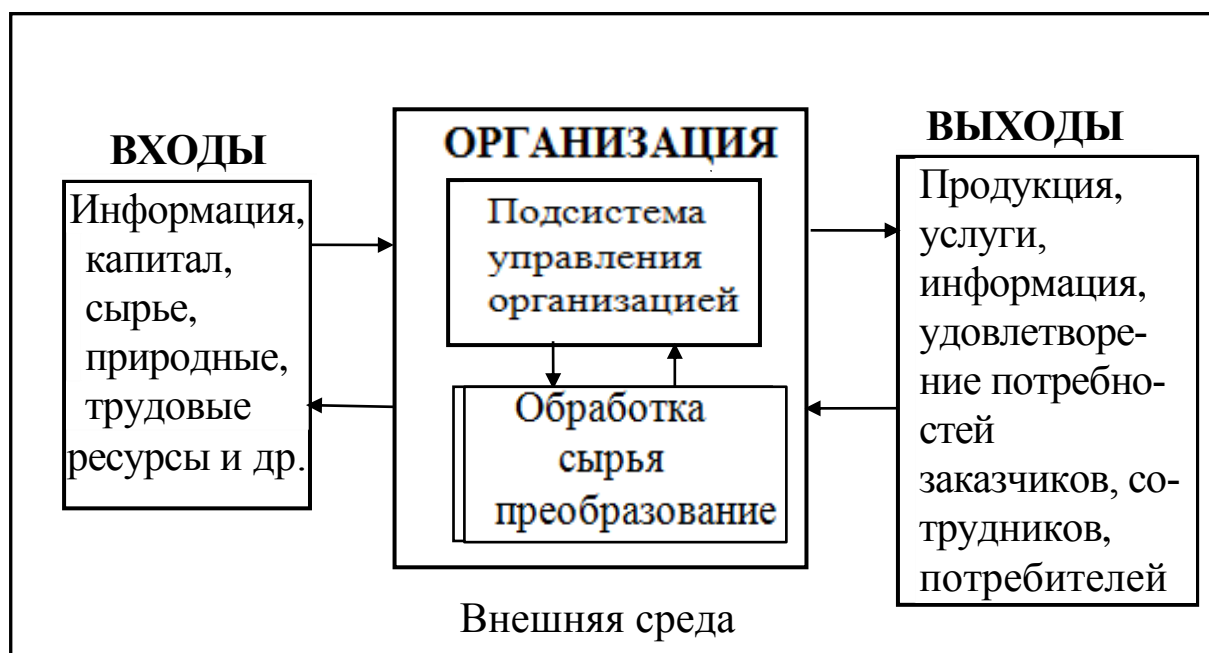 ВХОДЫ
Информация,
капитал,
сырье,
природные,
трудовые
ресурсы и др.
ОРГАНИЗАЦИЯ
Подсистема
управления
организацией
Обработка
сырья
преобразование
ВЫХОДЫ
Продукция,
услуги,
информация,
удовлетворе-
ние потребно-
стей
заказчиков, со-
трудников,
потребителей
Внешняя среда